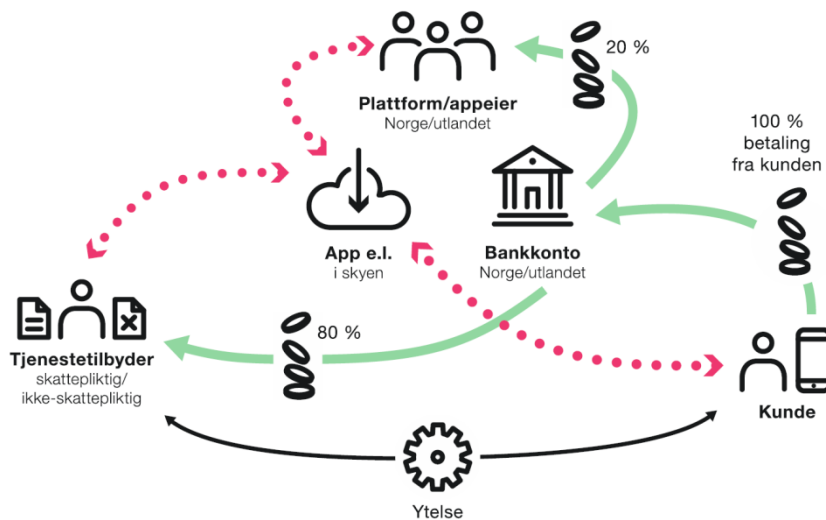 20 %
Plattform/appeier
Norge/utlandet
100 %
betaling
fra kunden
App e.l.
i skyen
Bankkonto
Norge/utlandet
80 %
Tjenestetilbyder
skattepliktig/
ikke-skattepliktig
Kunde
Ytelse